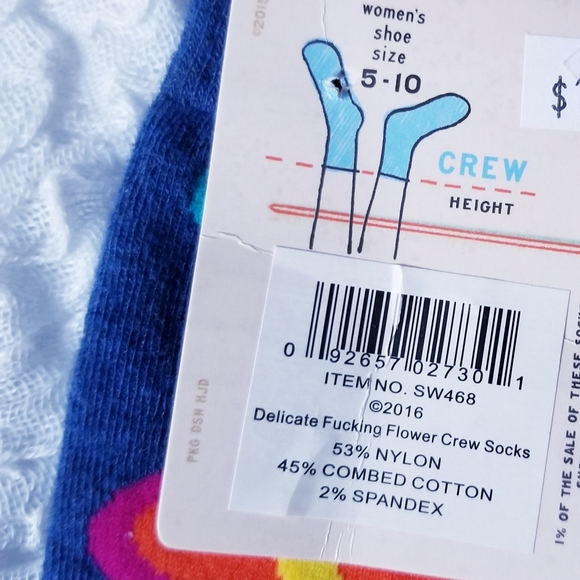 ©2015
women's
shoe
size
5-10
$
CREW
HEIGHT
0 92657 02730 1
ITEM NO. SW468
©2016
Delicate Fucking Flower Crew Socks
53% NYLON
45% COMBED COTTON
2% SPANDEX
PKG DSN HJD
1% OF THE SALE OF THESE